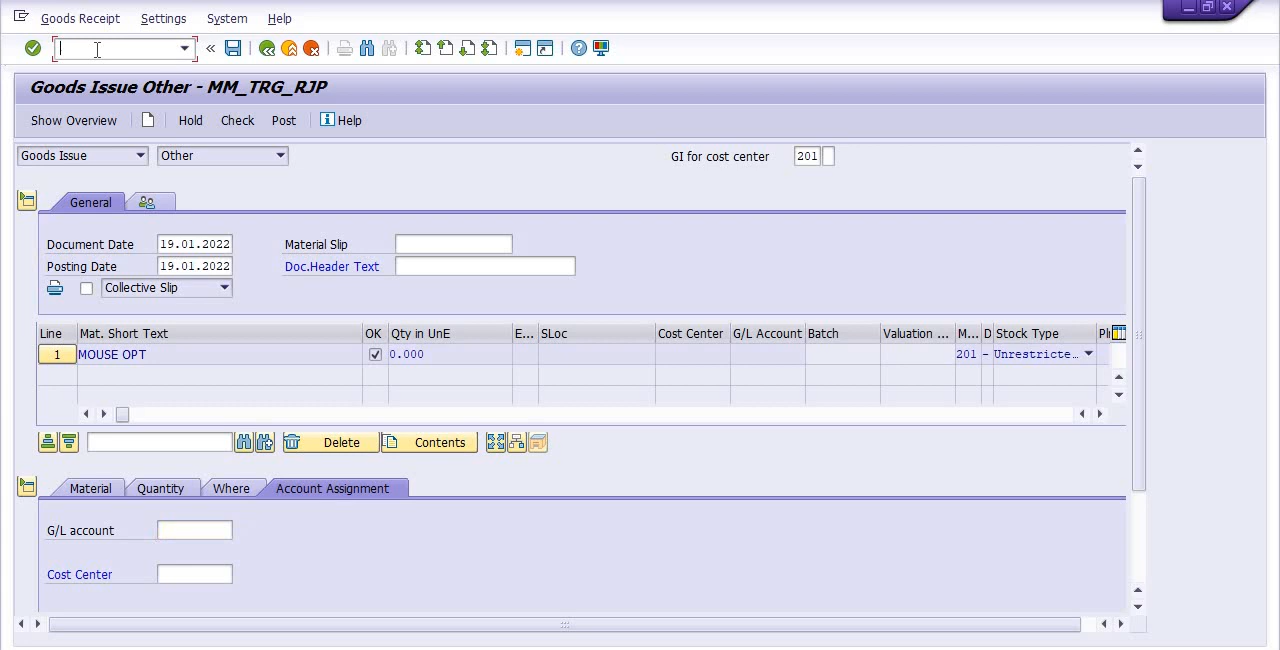 Goods Receipt Settings System Help
Goods Issue Other - MM_TRG_RJP
Show Overview Hold Check Post Help
Goods Issue Other GI for cost center 201
General
Document Date 19.01.2022 Material Slip
Posting Date 19.01.2022 Doc.Header Text
Collective Slip
Line Mat. Short Text OK Qty in UnE E... SLoc Cost Center G/L Account Batch Valuation ... M... D Stock Type Pl
1 MOUSE OPT 0.000 201 - Unrestricte...
Delete Contents
Material Quantity Where Account Assignment
G/L account
Cost Center